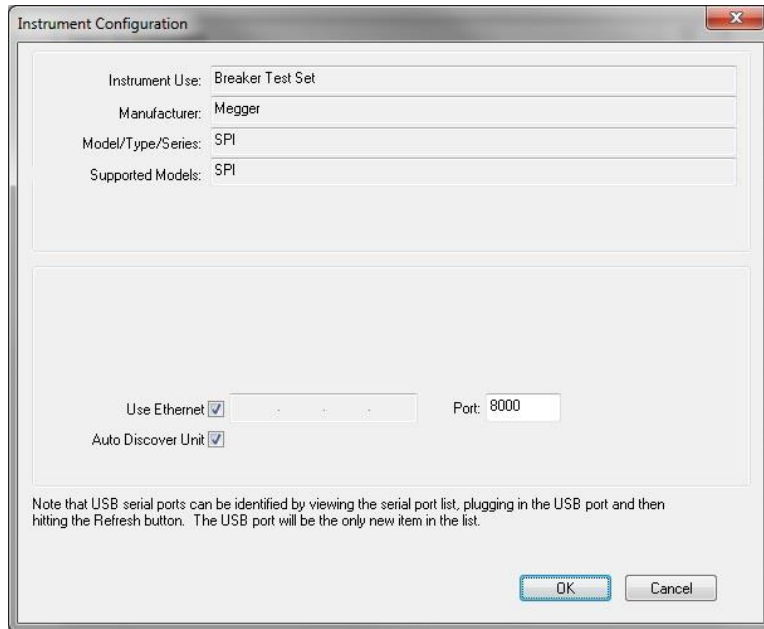 Instrument Configuration
Instrument Use: Breaker Test Set
Manufacturer: Megger
Model/Type/Series: SPI
Supported Models: SPI
Use Ethernet . . . Port: 8000
Auto Discover Unit
Note that USB serial ports can be identified by viewing the serial port list, plugging in the USB port and then
hitting the Refresh button. The USB port will be the only new item in the list.
OK Cancel